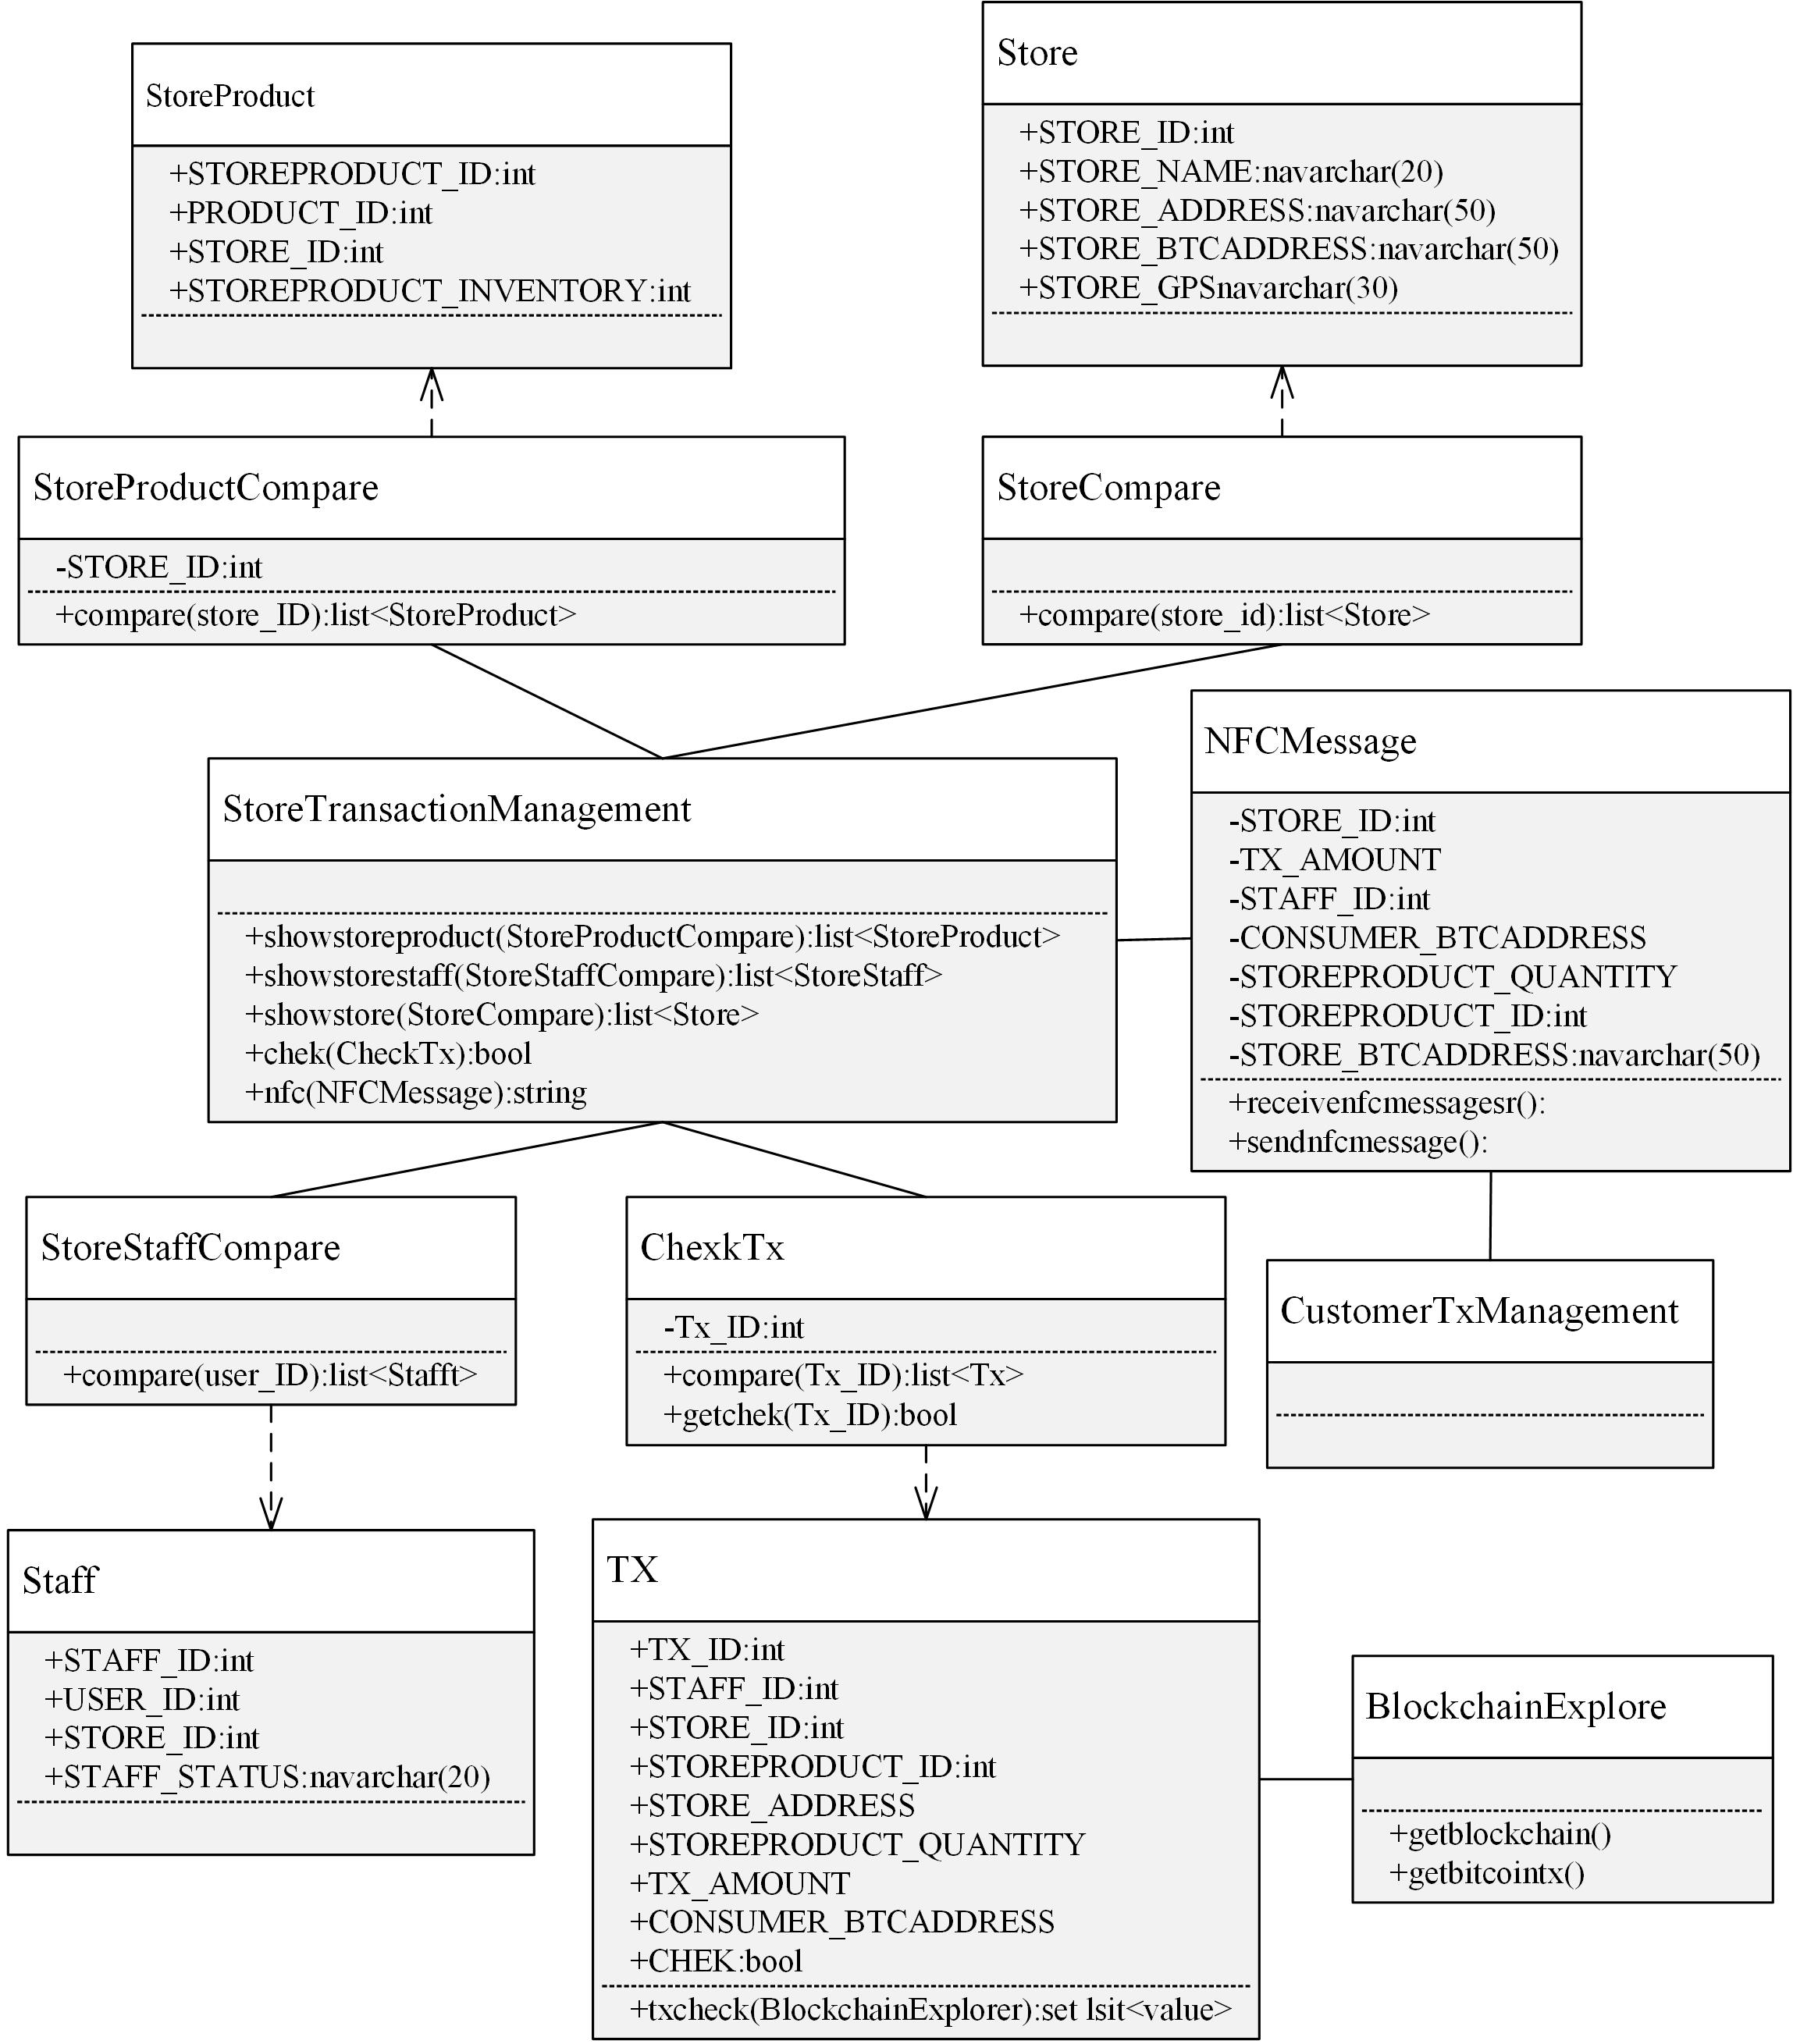 StoreProduct
+STOREPRODUCT_ID:int
+PRODUCT_ID:int
+STORE_ID:int
+STOREPRODUCT_INVENTORY:int
Store
+STORE_ID:int
+STORE_NAME:navarchar(20)
+STORE_ADDRESS:navarchar(50)
+STORE_BTCADDRESS:navarchar(50)
+STORE_GPSnavarchar(30)
StoreProductCompare
-STORE_ID:int
+compare(store_ID):list<StoreProduct>
StoreCompare
+compare(store_id):list<Store>
StoreTransactionManagement
+showstoreproduct(StoreProductCompare):list<StoreProduct>
+showstorestaff(StoreStaffCompare):list<StoreStaff>
+showstore(StoreCompare):list<Store>
+chek(CheckTx):bool
+nfc(NFCMessage):string
NFCMessage
-STORE_ID:int
-TX_AMOUNT
-STAFF_ID:int
-CONSUMER_BTCADDRESS
-STOREPRODUCT_QUANTITY
-STOREPRODUCT_ID:int
-STORE_BTCADDRESS:navarchar(50)
+receivenfcmessagesr():
+sendnfcmessage():
StoreStaffCompare
+compare(user_ID):list<Stafft>
ChexkTx
-Tx_ID:int
+compare(Tx_ID):list<Tx>
+getchek(Tx_ID):bool
CustomerTxManagement
Staff
+STAFF_ID:int
+USER_ID:int
+STORE_ID:int
+STAFF_STATUS:navarchar(20)
TX
+TX_ID:int
+STAFF_ID:int
+STORE_ID:int
+STOREPRODUCT_ID:int
+STORE_ADDRESS
+STOREPRODUCT_QUANTITY
+TX_AMOUNT
+CONSUMER_BTCADDRESS
+CHEK:bool
+txcheck(BlockchainExplorer):set lsit<value>
BlockchainExplore
+getblockchain()
+getbitcointx()